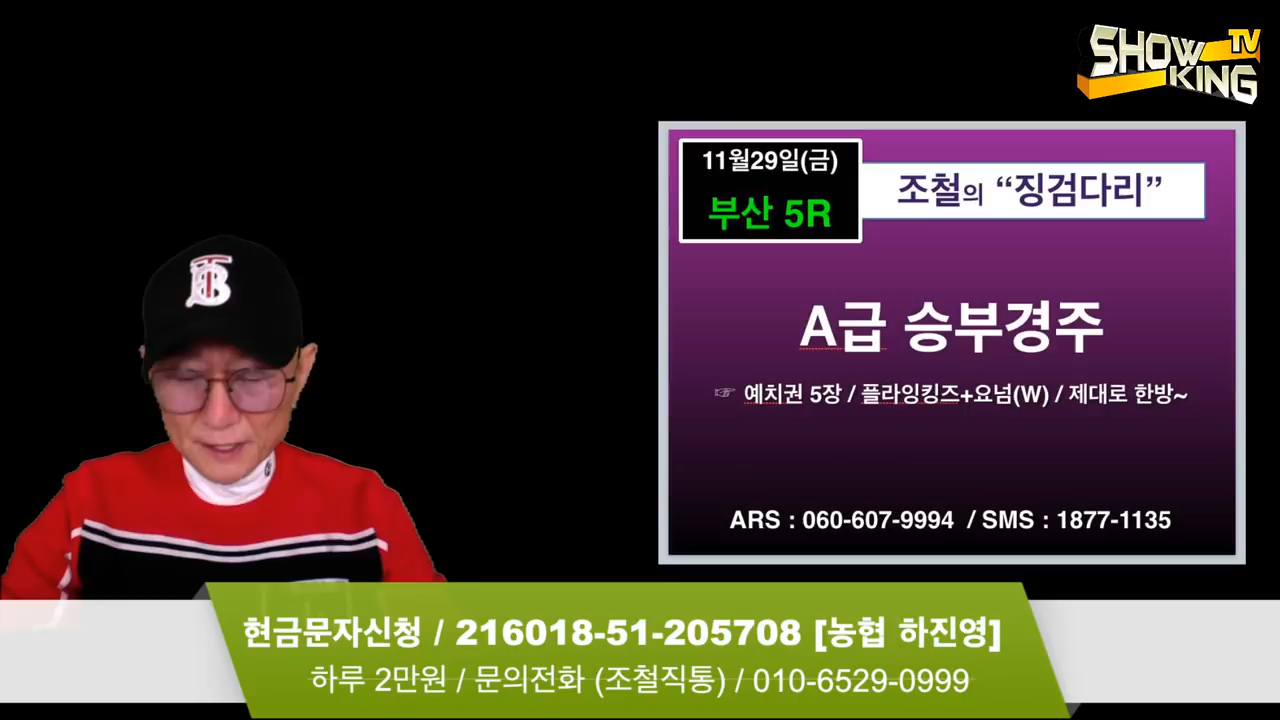 SHOW TV
KING
11월29일(금)
부산 5R
조철의 “징검다리”
A급 승부경주
☞ 예치권 5장 / 플라잉킹즈+요넘(W) / 제대로 한방~
ARS : 060-607-9994 / SMS : 1877-1135
현금문자신청 / 216018-51-205708 [농협 하진영]
하루 2만원 / 문의전화 (조철직통) / 010-6529-0999